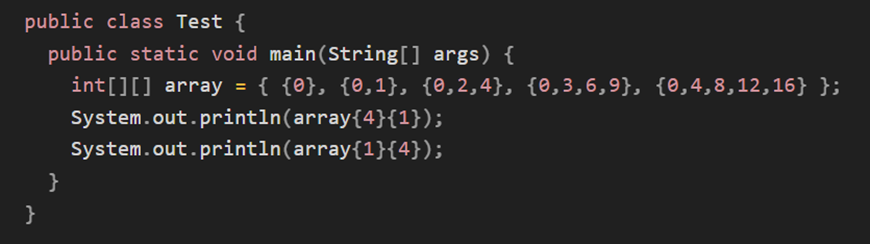 public class Test {
  public static void main(String[] args) {
    int[][] array = { {0}, {0,1}, {0,2,4}, {0,3,6,9}, {0,4,8,12,16} };
    System.out.println(array{4}{1});
    System.out.println(array{1}{4});
  }
}